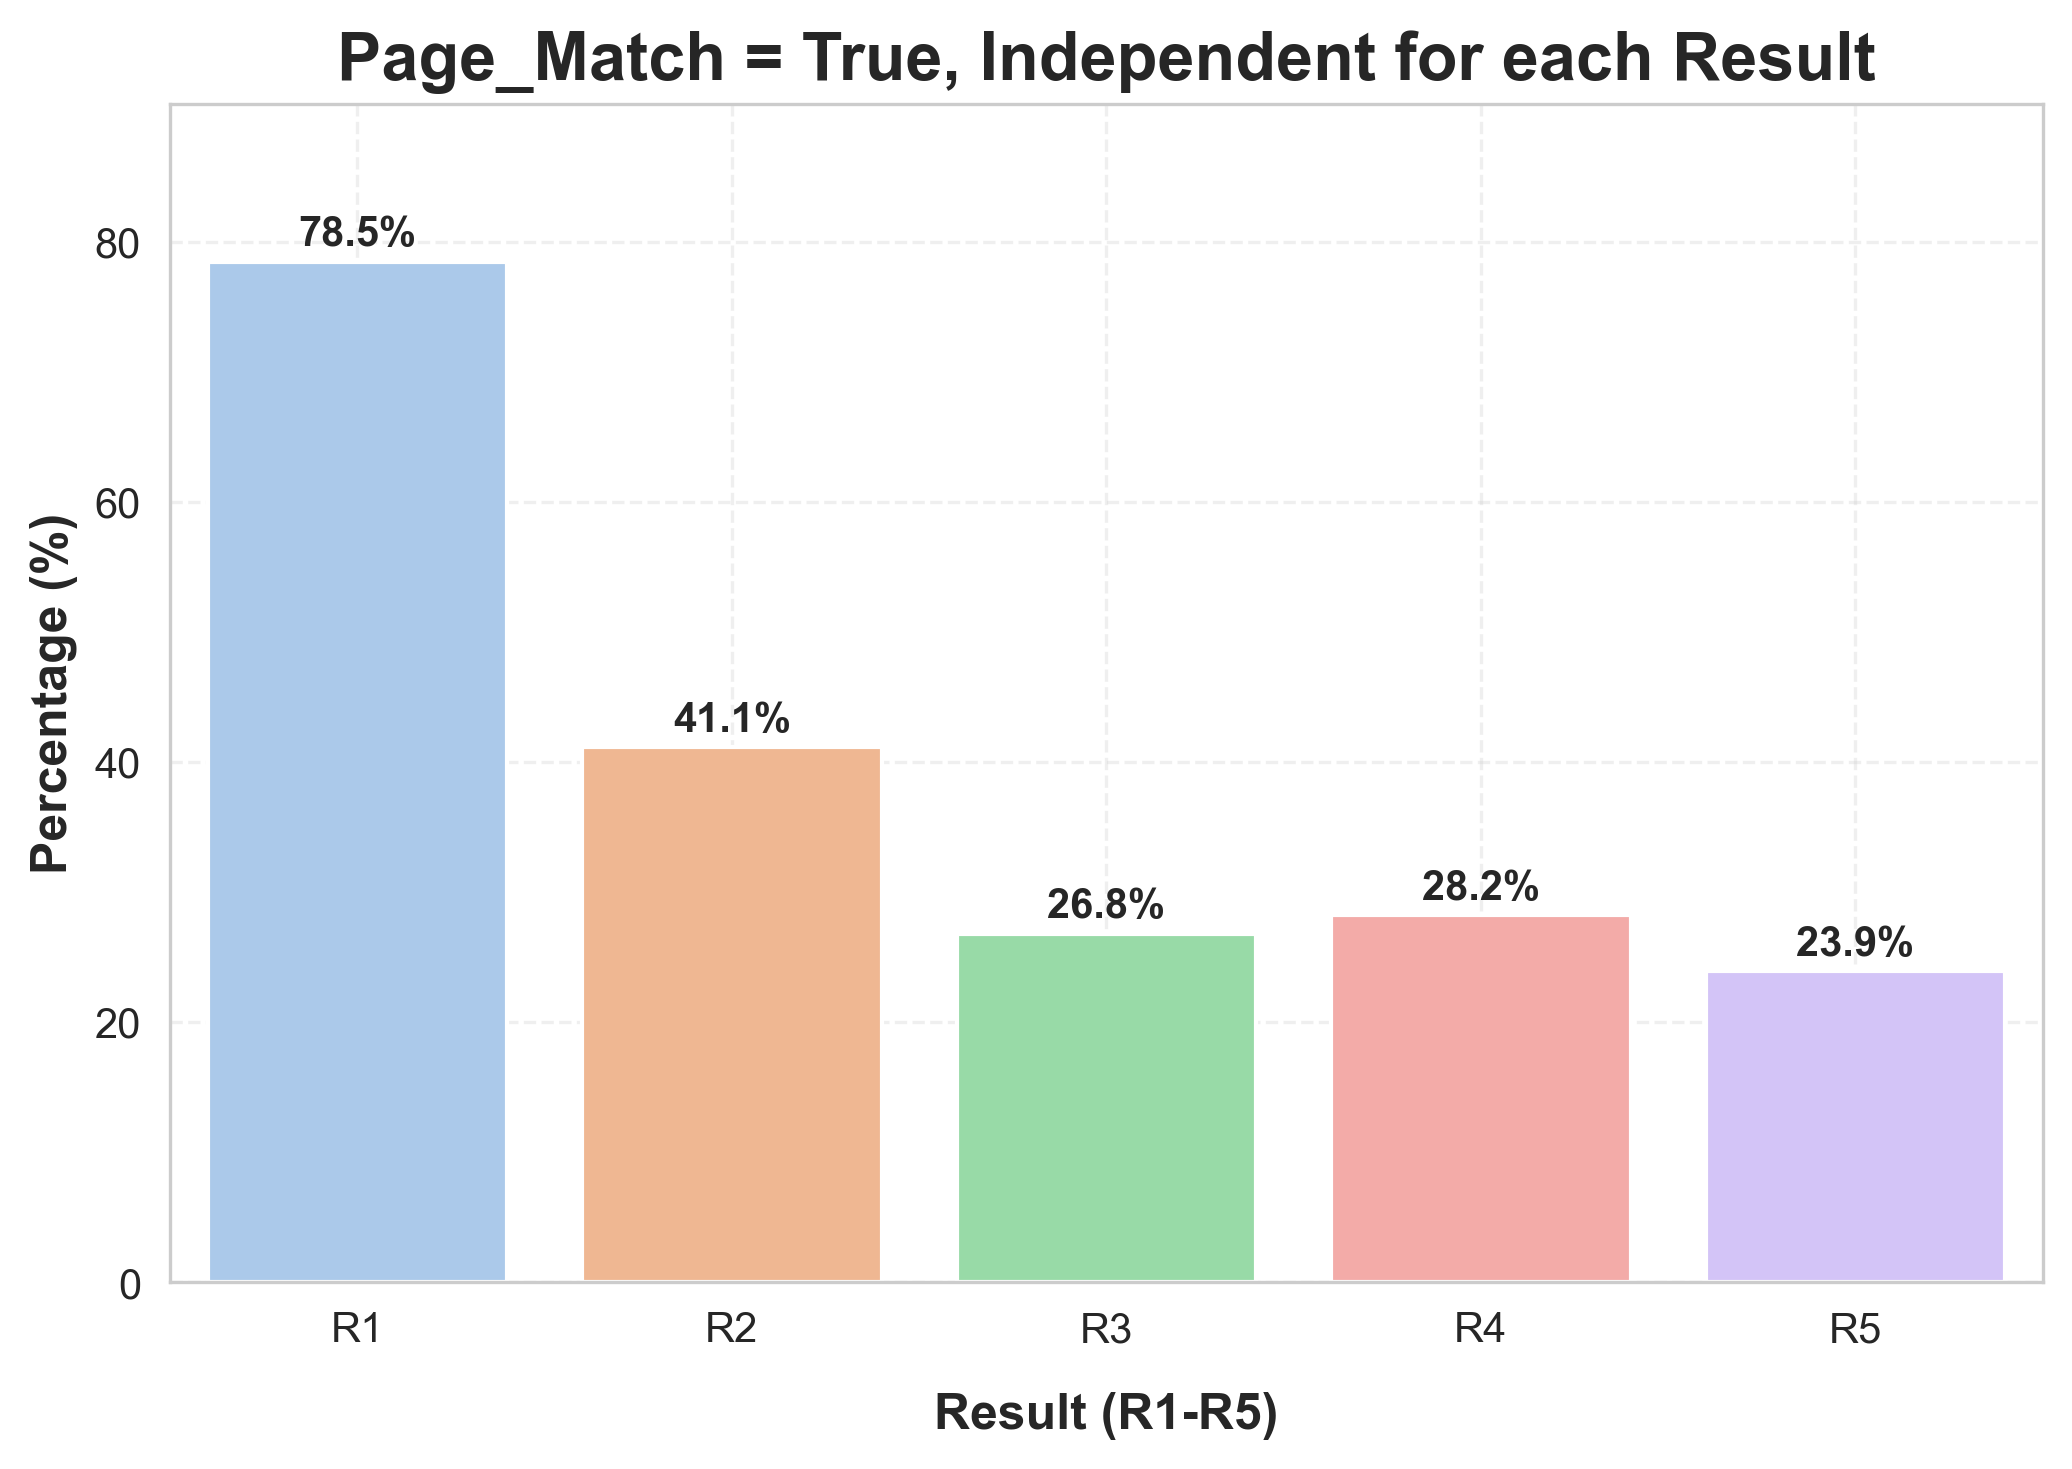 Page_Match = True, Independent for each Result
Percentage (%)
80
60
40
20
0
78.5%
41.1%
26.8%
28.2%
23.9%
R1
R2
R3
R4
R5
Result (R1-R5)